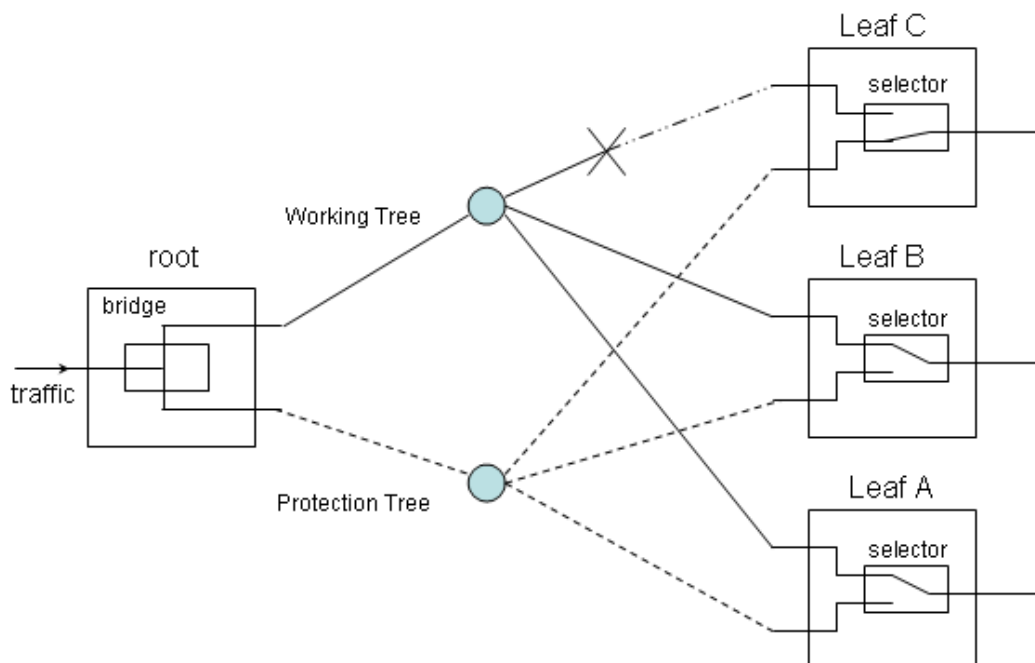 Leaf C
selector
Working Tree
root
Leaf B
bridge
selector
traffic
Protection Tree
Leaf A
selector